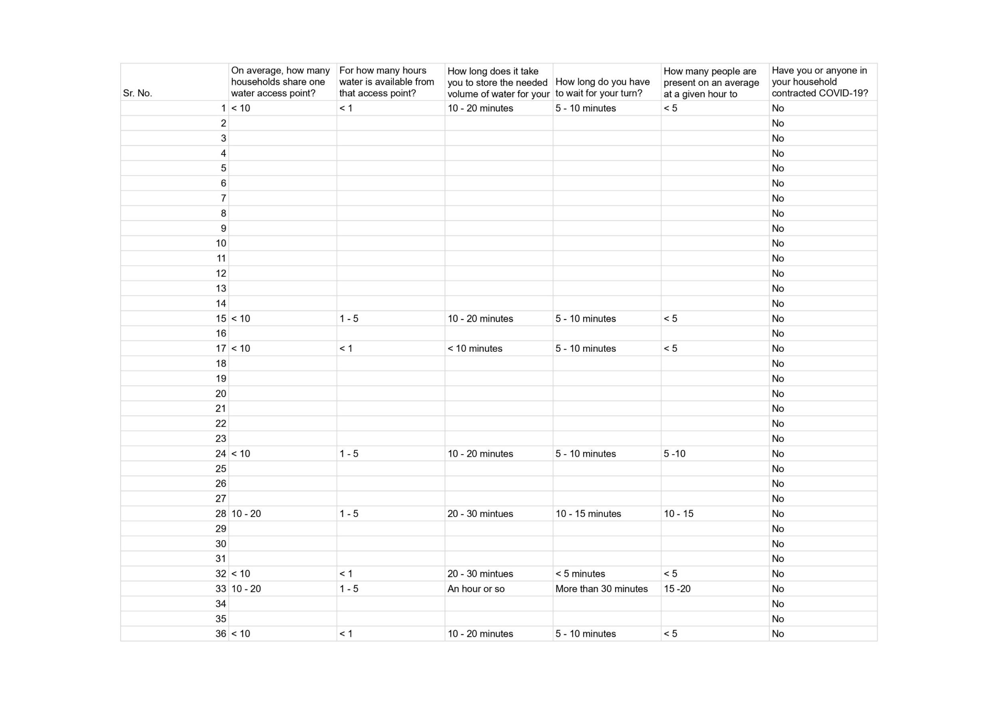 Sr. No. On average, how many households share one water access point? For how many hours water is available from that access point? How long does it take you to store the needed volume of water for your How long do you have to wait for your turn? How many people are present on an average at a given hour to Have you or anyone in your household contracted COVID-19?
1 < 10 < 1 10 - 20 minutes 5 - 10 minutes < 5 No
2 No
3 No
4 No
5 No
6 No
7 No
8 No
9 No
10 No
11 No
12 No
13 No
14 No
15 < 10 1 - 5 10 - 20 minutes 5 - 10 minutes < 5 No
16 No
17 < 10 < 1 < 10 minutes 5 - 10 minutes < 5 No
18 No
19 No
20 No
21 No
22 No
23 No
24 < 10 1 - 5 10 - 20 minutes 5 - 10 minutes 5 -10 No
25 No
26 No
27 No
28 10 - 20 1 - 5 20 - 30 mintues 10 - 15 minutes 10 - 15 No
29 No
30 No
31 No
32 < 10 < 1 20 - 30 mintues < 5 minutes < 5 No
33 10 - 20 1 - 5 An hour or so More than 30 minutes 15 -20 No
34 No
35 No
36 < 10 < 1 10 - 20 minutes 5 - 10 minutes < 5 No